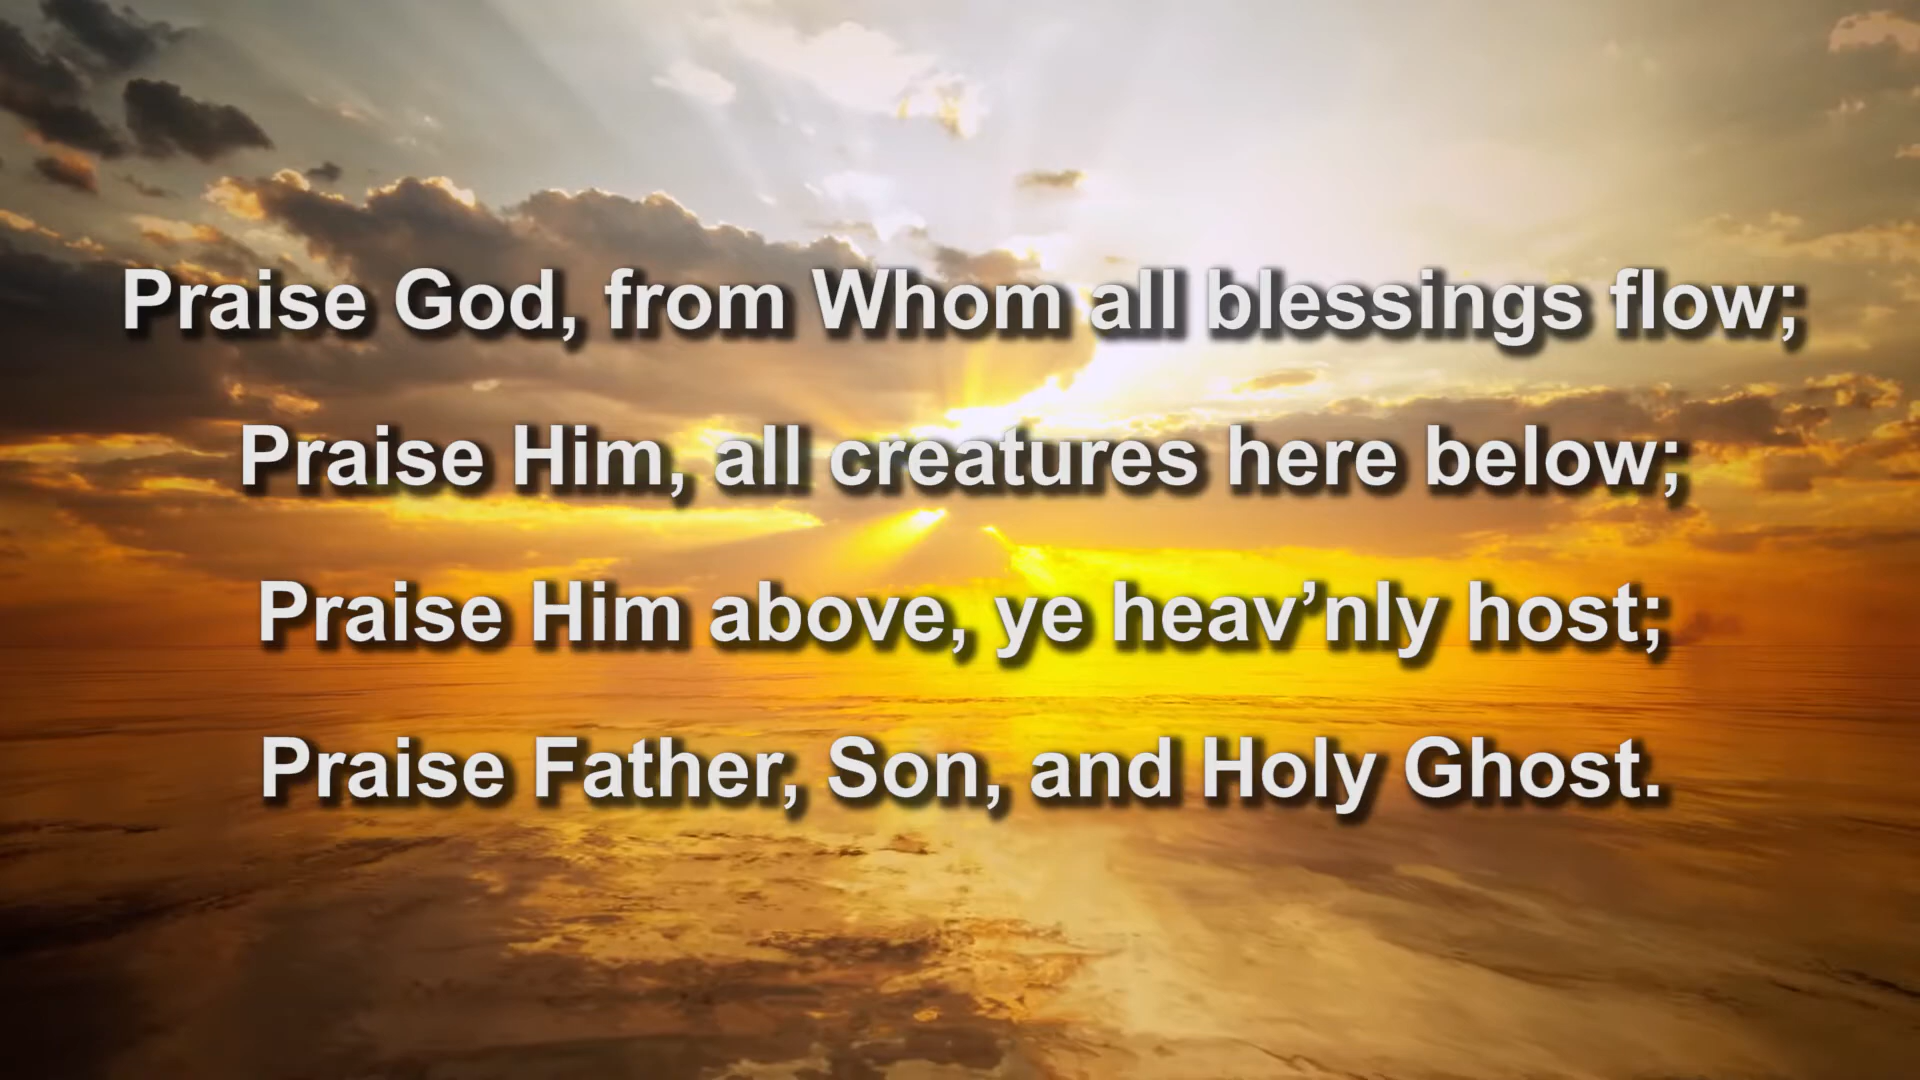 Praise God, from Whom all blessings flow;
Praise Him, all creatures here below;
Praise Him above, ye heav’nly host;
Praise Father, Son, and Holy Ghost.